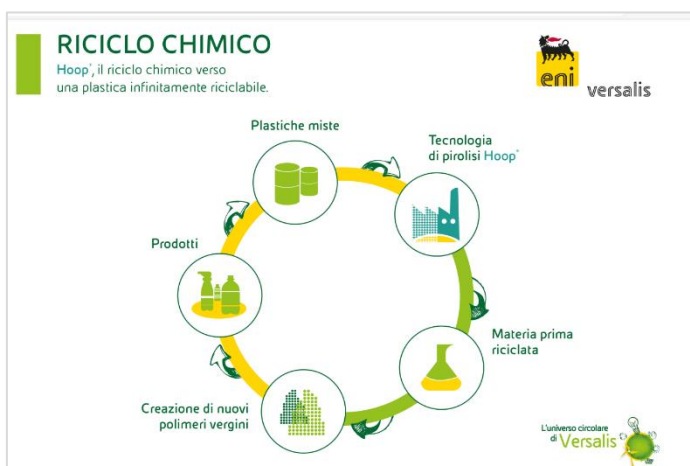 RICICLO CHIMICO
Hoop®, il riciclo chimico verso
una plastica infinitamente riciclabile.
eni
versalis
Plastiche miste
Tecnologia
di pirolisi Hoop®
Prodotti
Materia prima
riciclata
Creazione di nuovi
polimeri vergini
L'universo circolare
di Versalis